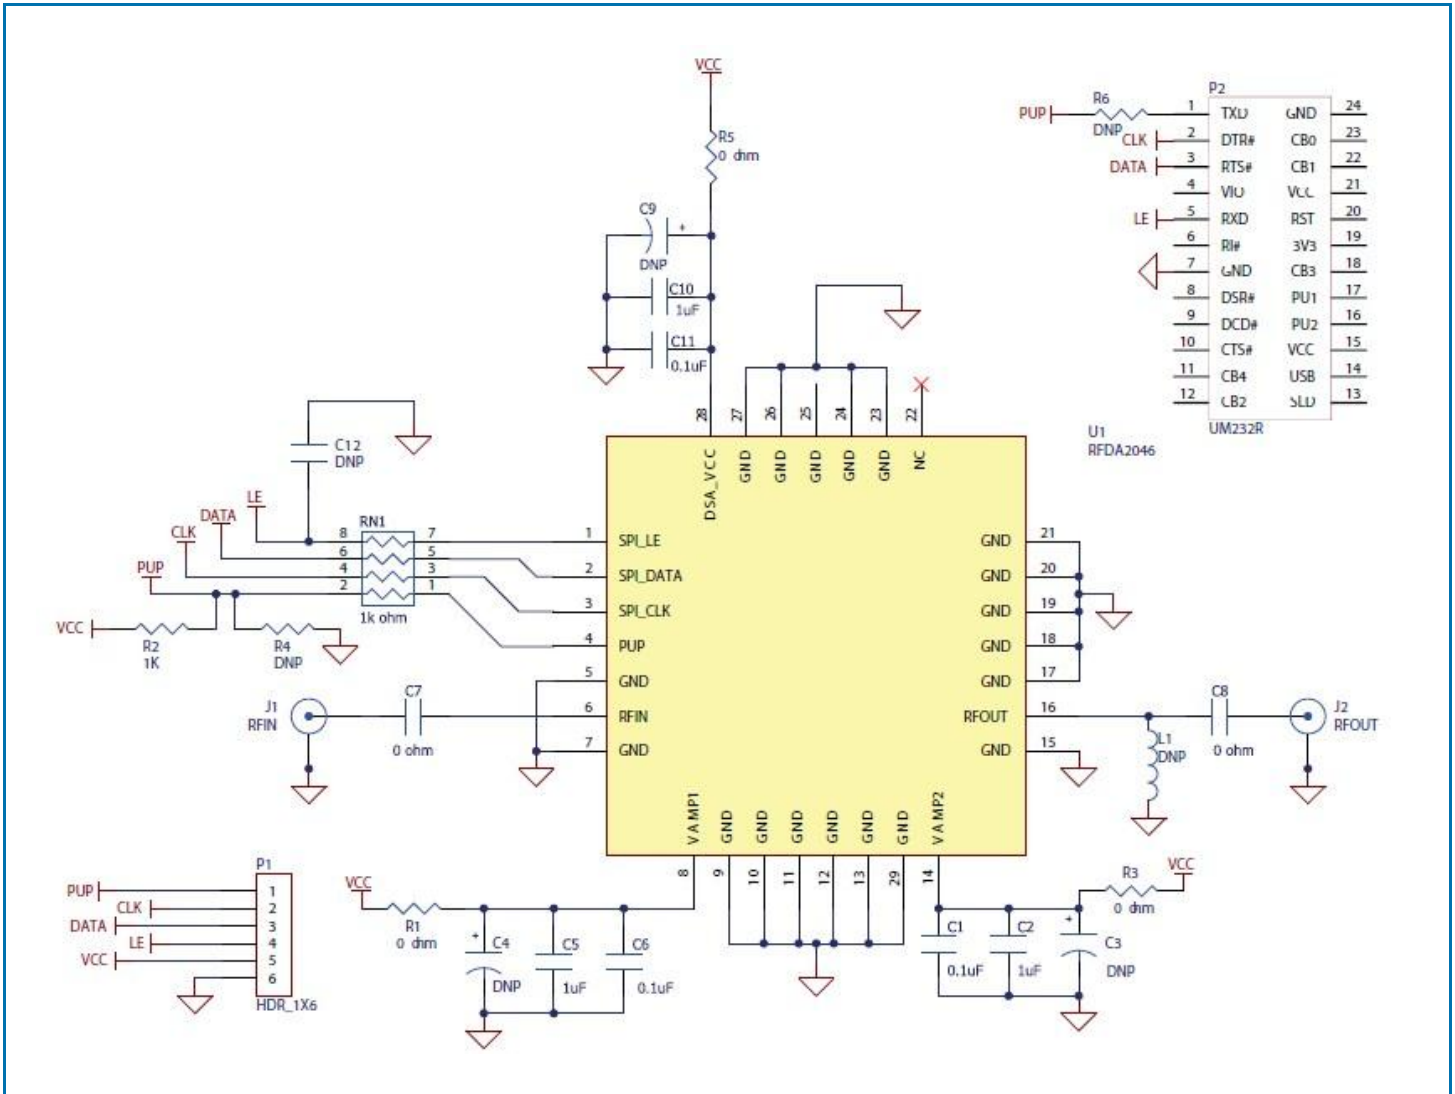 VCC
R5
0 ohm
C9
+
DNP
C10
1uF
C11
0.1uF
P2
PUP
R6
DNP
CLK
DATA
LE
1 TXD GND 24
2 DTR# CB0 23
3 RTS# CB1 22
4 VIO VCC 21
5 RXD RST 20
6 RI# 3V3 19
7 GND CB3 18
8 DSR# PU1 17
9 DCD# PU2 16
10 CTS# VCC 15
11 CB4 USB 14
12 CB2 SLD 13
UM232R
U1
RFDA2046
28 27 26 25 24 23 22
DSA_VCC GND GND GND GND GND NC
C12
DNP
LE
DATA
CLK
PUP
RN1
8 7
6 5
4 3
2 1
1k ohm
VCC
R2
1K
R4
DNP
1 SPI_LE
2 SPI_DATA
3 SPI_CLK
4 PUP
5 GND
6 RFIN
7 GND
GND 21
GND 20
GND 19
GND 18
GND 17
RFOUT 16
GND 15
J1
RFIN
C7
0 ohm
L1
DNP
C8
0 ohm
J2
RFOUT
VAMP1 GND GND GND GND GND GND VAMP2
8 9 10 11 12 13 29 14
P1
PUP 1
CLK 2
DATA 3
LE 4
VCC 5
6
HDR_1X6
VCC
R1
0 ohm
+
C4
DNP
C5
1uF
C6
0.1uF
C1
0.1uF
C2
1uF
+
C3
DNP
R3
0 ohm
VCC